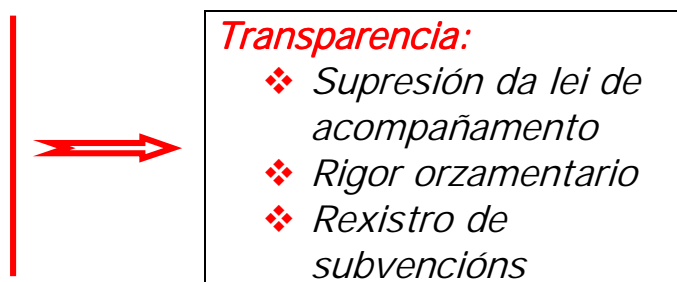 Transparencia:
❖ Supresión da lei de
acompañamento
❖ Rigor orzamentario
❖ Rexistro de
subvencións